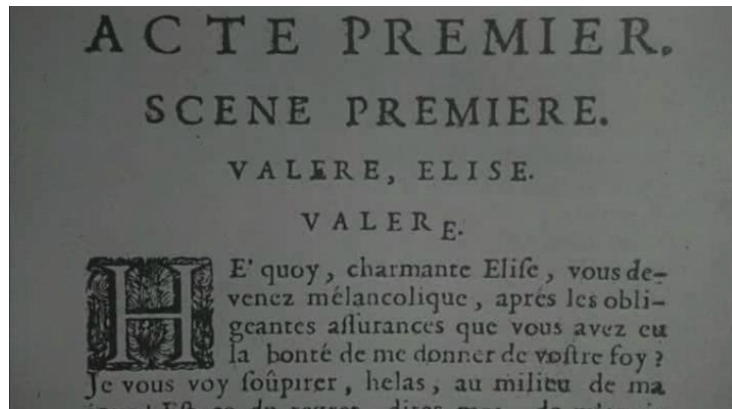 ACTE PREMIER.
SCENE PREMIERE.
VALERE, ELISE.
VALERE.
HE' quoy, charmante Elise, vous de-
venez mélancolique, aprés les obli-
geantes assurances que vous avez eu
la bonté de me donner de vostre foy ?
Je vous voy soûpirer, helas, au milieu de ma